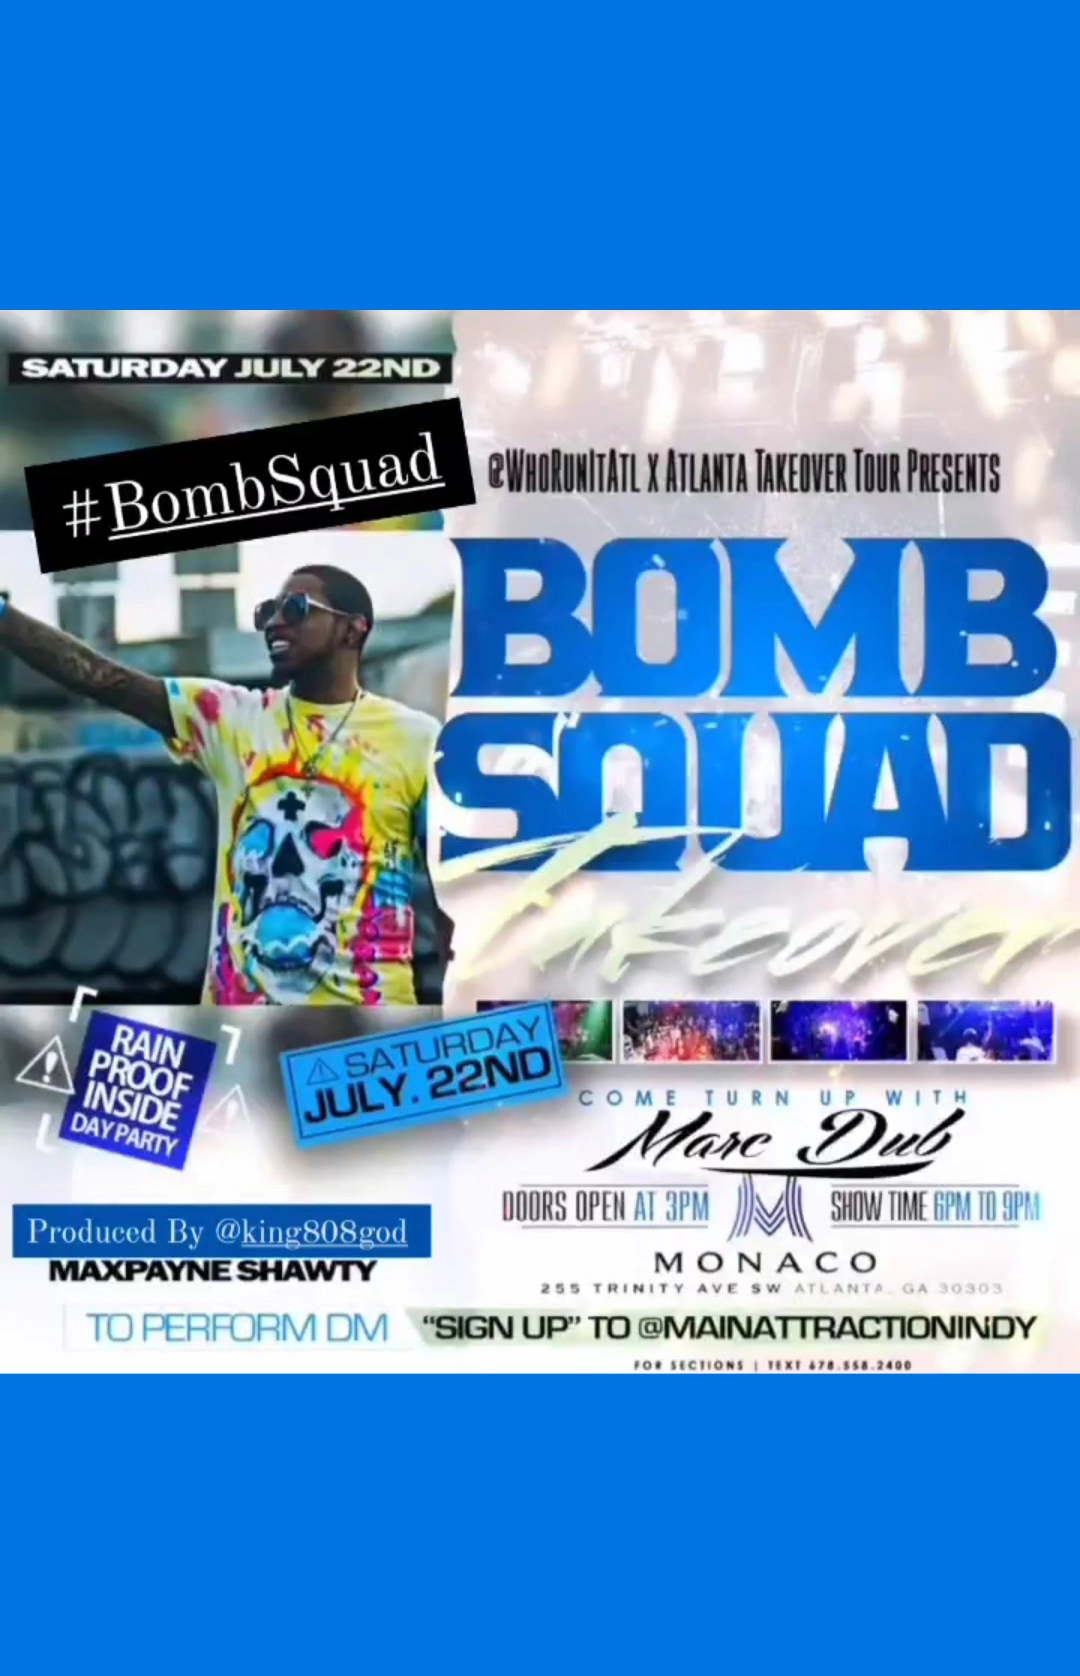 SATURDAY JULY 22ND
#BombSquad
@WHORUNITATL X ATLANTA TAKEOVER TOUR PRESENTS
BOMB
SQUAD
Takeover
RAIN
PROOF
INSIDE
DAY PARTY
SATURDAY
JULY. 22ND
COME TURN UP WITH
Marc Dub
DOORS OPEN AT 3PM
SHOW TIME 6PM TO 9PM
Produced By @king808god
MAXPAYNE SHAWTY
MONACO
255 TRINITY AVE SW ATLANTA, GA 30303
TO PERFORM DM "SIGN UP" TO @MAINATTRACTIONINDY
FOR SECTIONS | TEXT 678.558.2400